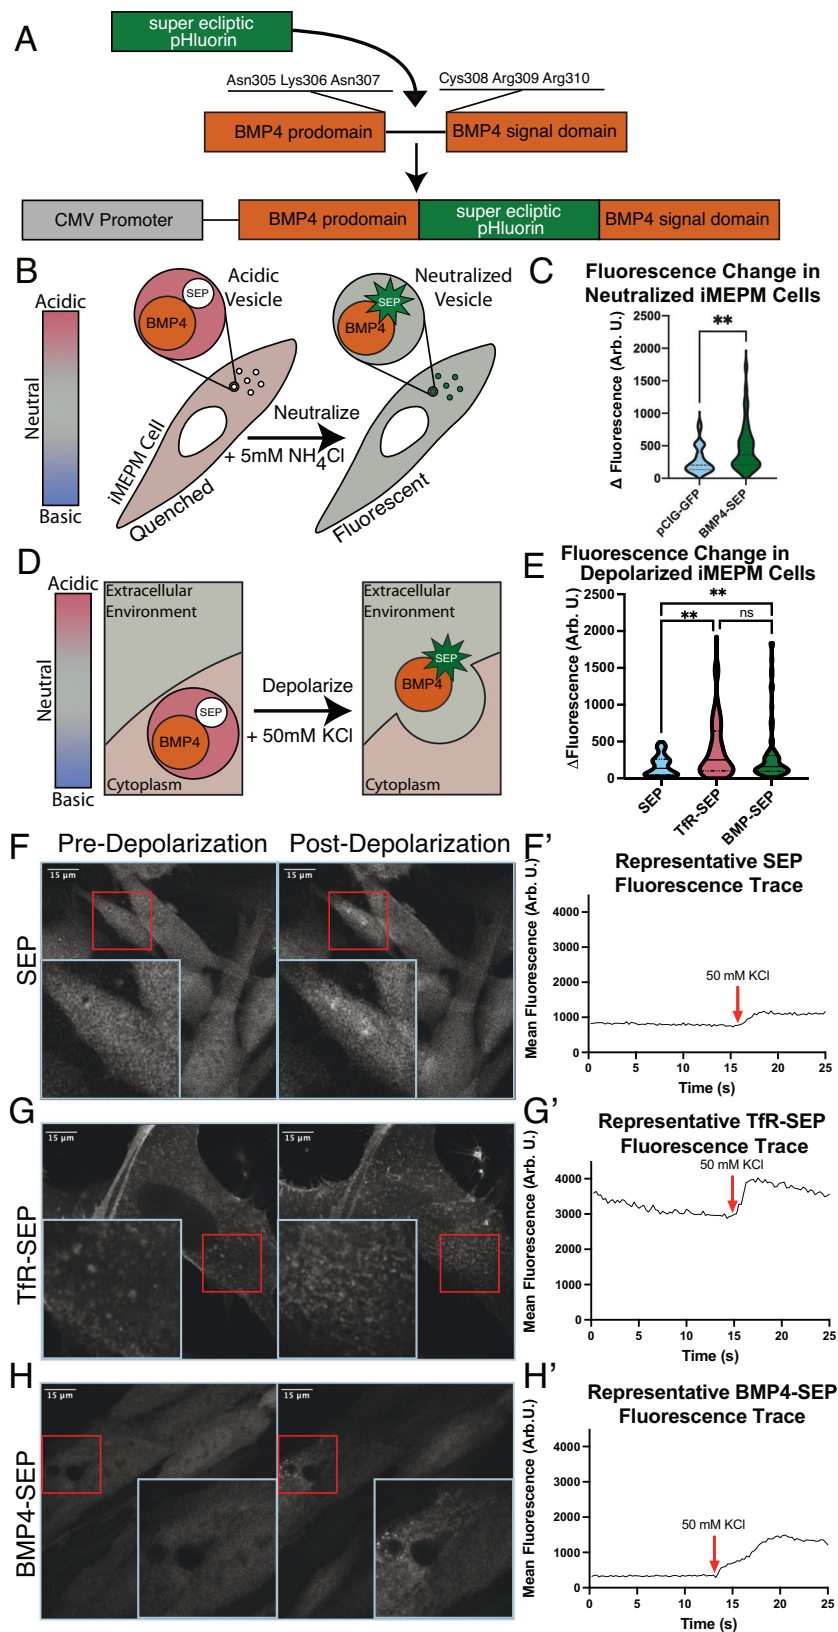 A
super ecliptic
pHluorin
Asn305 Lys306 Asn307
Cys308 Arg309 Arg310
BMP4 prodomain
BMP4 signal domain
CMV Promoter
BMP4 prodomain
super ecliptic
pHluorin
BMP4 signal domain
B
Acidic
Neutral
Basic
Acidic
Vesicle
SEP
BMP4
iMEPM Cell
Quenched
Neutralize
+ 5mM NH4Cl
Neutralized
Vesicle
SEP
BMP4
Fluorescent
C
Fluorescence Change in
Neutralized iMEPM Cells
Δ Fluorescence (Arb. U.)
2500
2000
1500
1000
500
0
**
pCIG-GFP
BMP4-SEP
D
Acidic
Neutral
Basic
Extracellular
Environment
SEP
BMP4
Cytoplasm
Depolarize
+ 50mM KCl
Extracellular
Environment
SEP
BMP4
Cytoplasm
E
Fluorescence Change in
Depolarized iMEPM Cells
ΔFluorescence (Arb. U.)
2500
2000
1500
1000
500
0
**
**
ns
SEP
TfR-SEP
BMP-SEP
Pre-Depolarization
Post-Depolarization
F
SEP
15 µm
15 µm
F'
Representative SEP
Fluorescence Trace
Mean Fluorescence (Arb. U.)
4000
3000
2000
1000
0
50 mM KCl
0 5 10 15 20 25
Time (s)
G
TfR-SEP
15 µm
15 µm
G'
Representative TfR-SEP
Fluorescence Trace
Mean Fluorescence (Arb. U.)
50 mM KCl
4000
3000
2000
1000
0
0 5 10 15 20 25
Time (s)
H
BMP4-SEP
15 µm
15 µm
H'
Representative BMP4-SEP
Fluorescence Trace
Mean Fluorescence (Arb.U.)
4000
3000
2000
1000
0
50 mM KCl
0 5 10 15 20 25
Time (s)